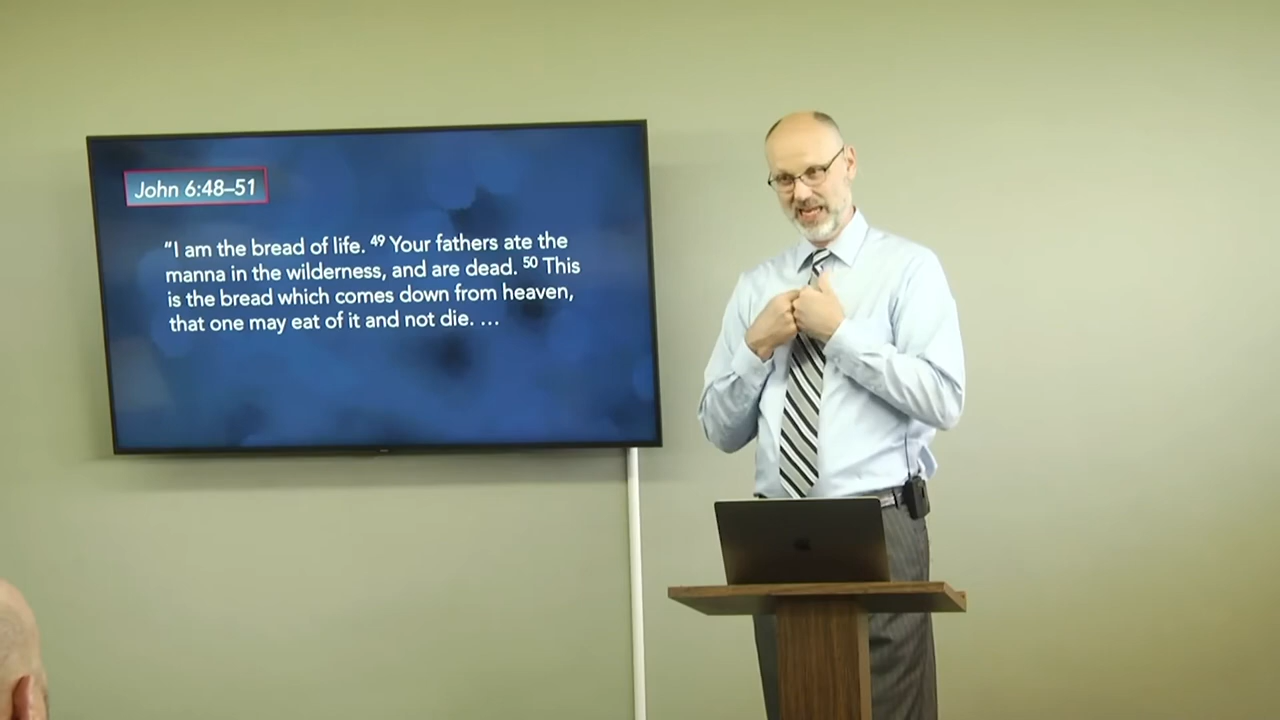 John 6:48–51
“I am the bread of life. 49 Your fathers ate the
manna in the wilderness, and are dead. 50 This
is the bread which comes down from heaven,
that one may eat of it and not die. …